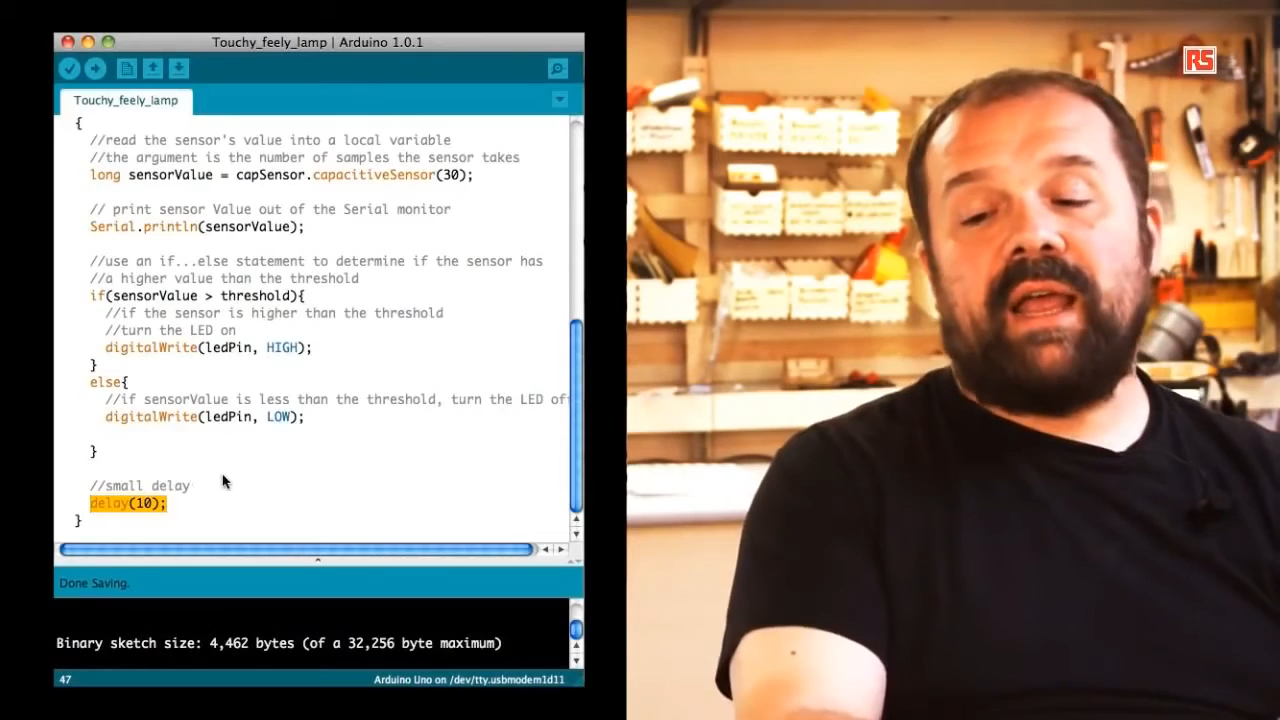 Touchy_feely_lamp | Arduino 1.0.1
Touchy_feely_lamp
{
//read the sensor's value into a local variable
//the argument is the number of samples the sensor takes
long sensorValue = capSensor.capacitiveSensor(30);
// print sensor Value out of the Serial monitor
Serial.println(sensorValue);
//use an if...else statement to determine if the sensor has
//a higher value than the threshold
if(sensorValue > threshold){
//if the sensor is higher than the threshold
//turn the LED on
digitalWrite(ledPin, HIGH);
}
else{
//if sensorValue is less than the threshold, turn the LED of
digitalWrite(ledPin, LOW);
}
//small delay
delay(10);
}
Done Saving.
Binary sketch size: 4,462 bytes (of a 32,256 byte maximum)
47
Arduino Uno on /dev/tty.usbmodem1d11
RS